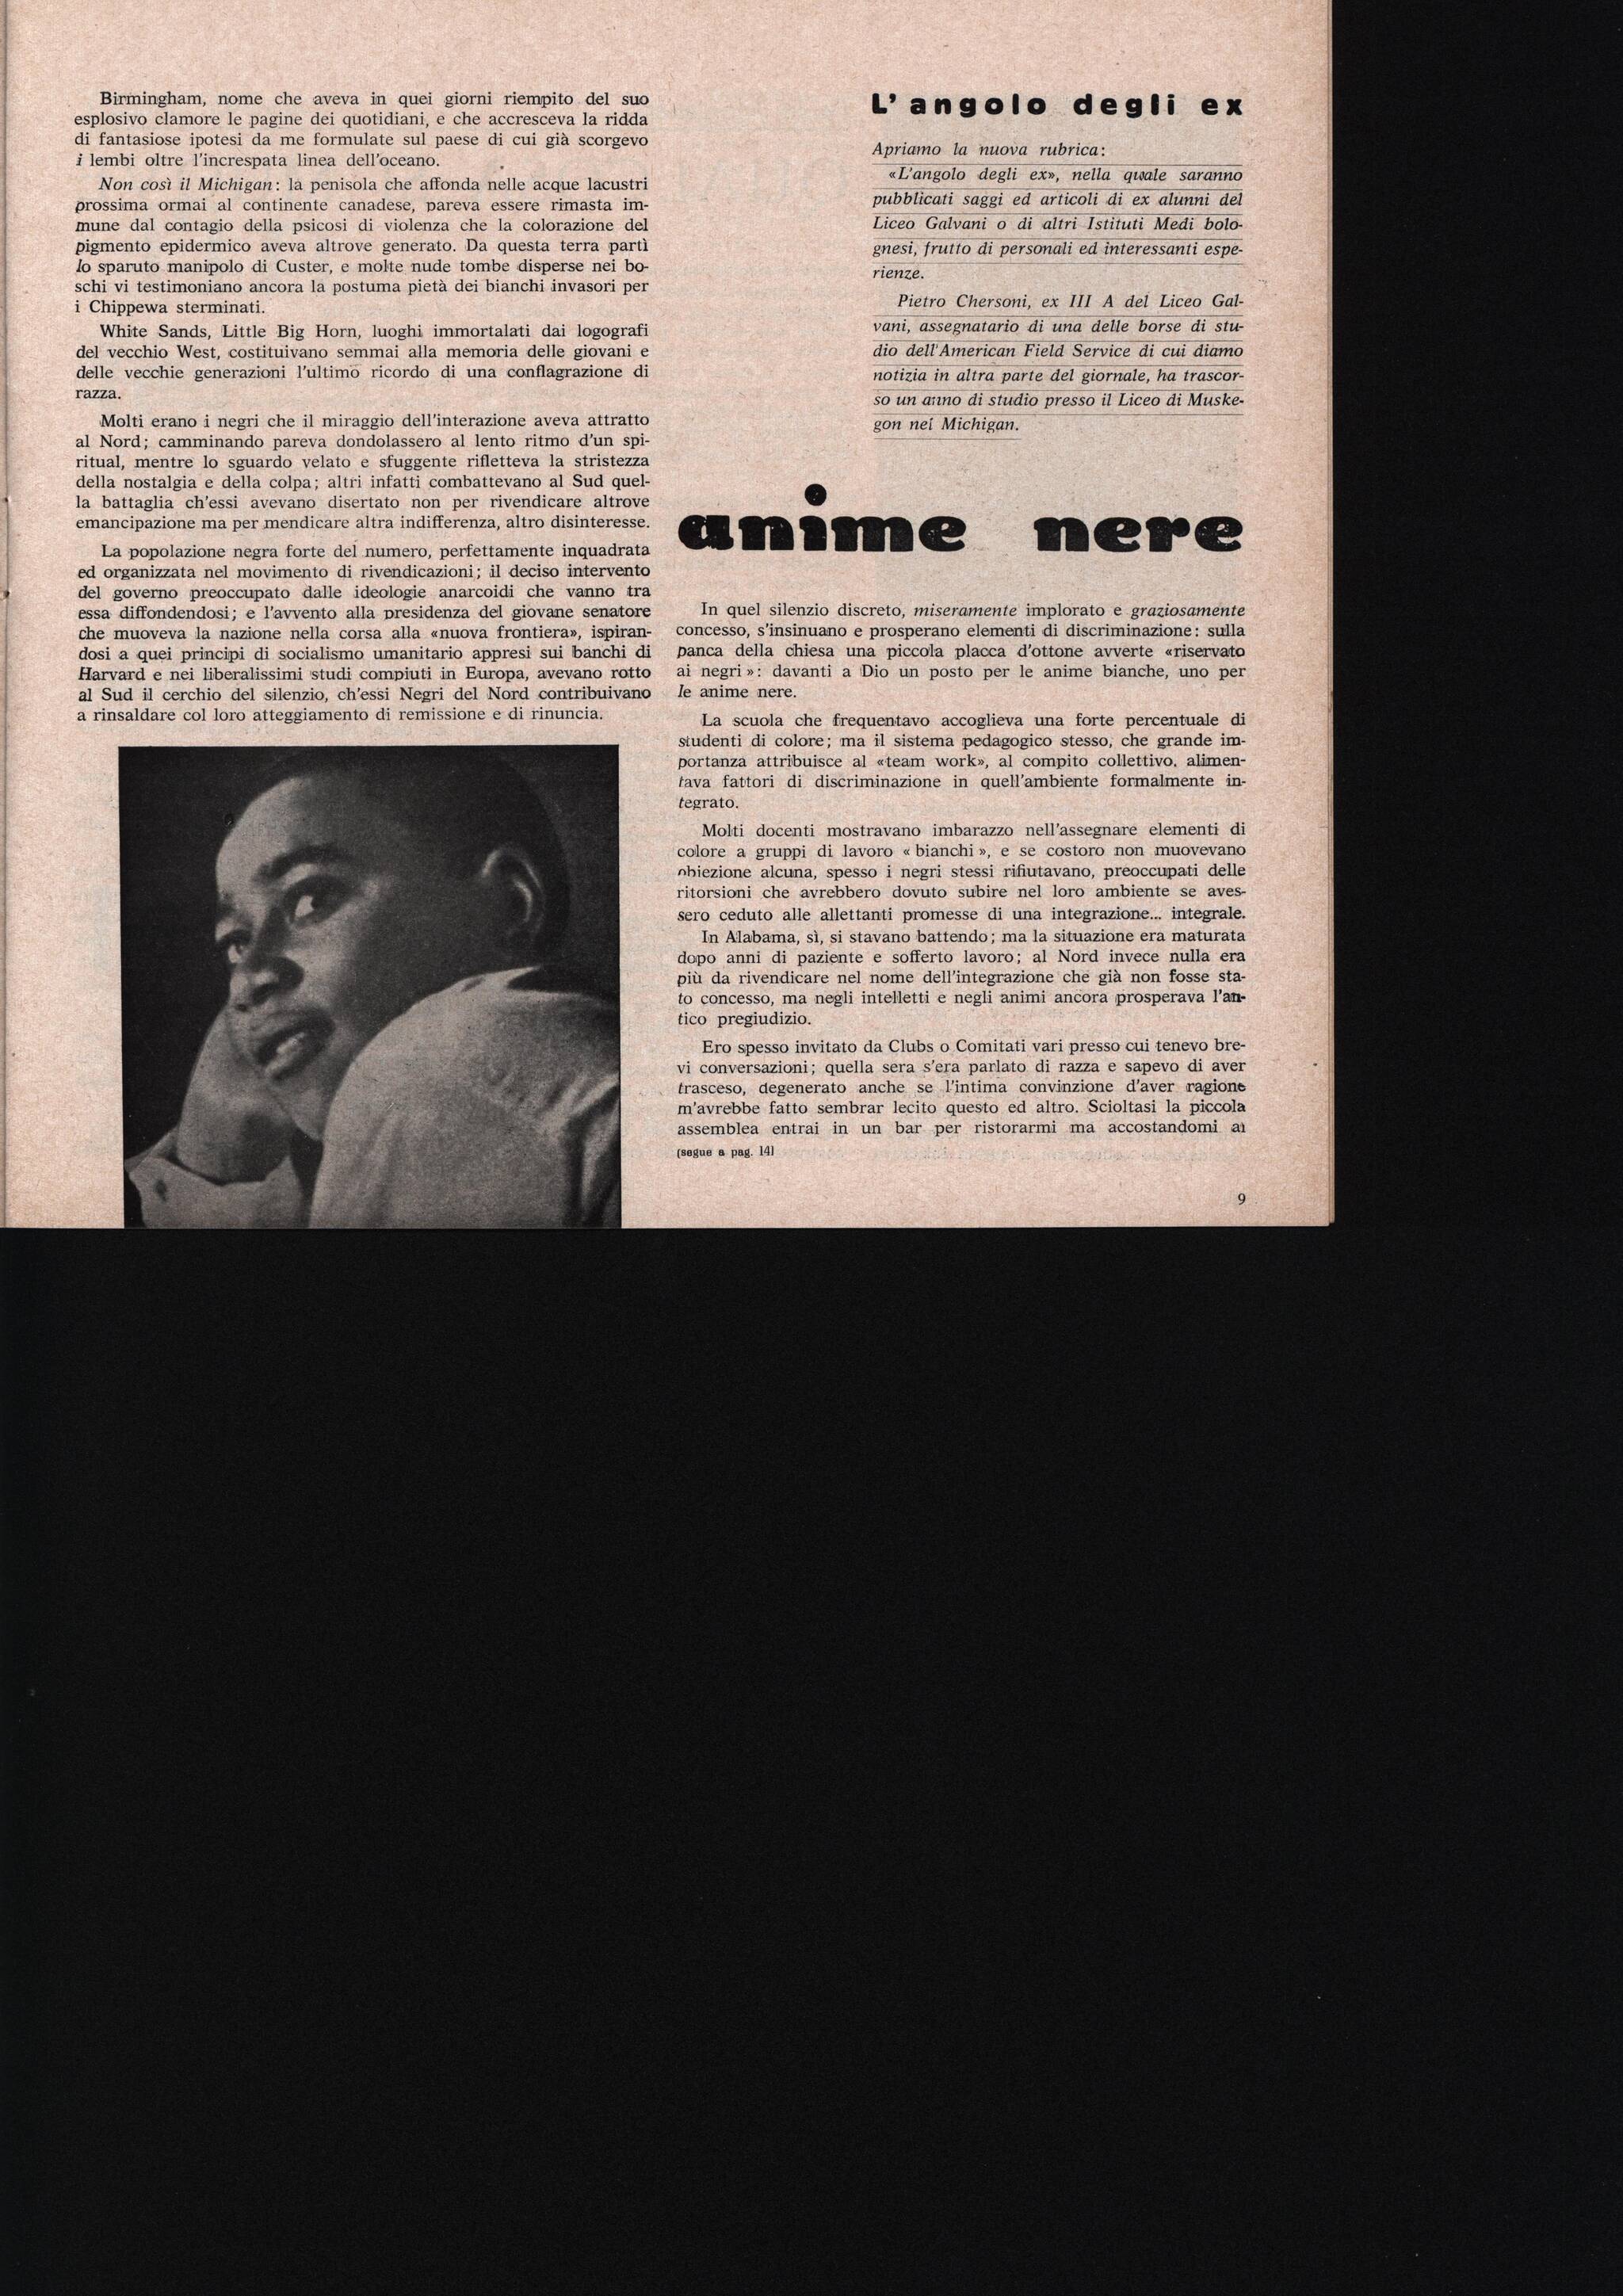 Birmingham, nome che aveva in quei giorni riempito del suo
esplosivo clamore le pagine dei quotidiani, e che accresceva la ridda
di fantasiose ipotesi da me formulate sul paese di cui già scorgevo
i lembi oltre l'increspata linea dell'oceano.
Non così il Michigan: la penisola che affonda nelle acque lacustri
prossima ormai al continente canadese, pareva essere rimasta im-
mune dal contagio della psicosi di violenza che la colorazione del
pigmento epidermico aveva altrove generato. Da questa terra partì
lo sparuto manipolo di Custer, e molte nude tombe disperse nei bo-
schi vi testimoniano ancora la postuma pietà dei bianchi invasori per
i Chippewa sterminati.
White Sands, Little Big Horn, luoghi immortalati dai logografi
del vecchio West, costituivano semmai alla memoria delle giovani e
delle vecchie generazioni l'ultimo ricordo di una conflagrazione di
razza.
Molti erano i negri che il miraggio dell'interazione aveva attratto
al Nord; camminando pareva dondolassero al lento ritmo d'un spi-
ritual, mentre lo sguardo velato e sfuggente rifletteva la stristezza
della nostalgia e della colpa; altri infatti combattevano al Sud quel-
la battaglia ch'essi avevano disertato non per rivendicare altrove
emancipazione ma per mendicare altra indifferenza, altro disinteresse.
La popolazione negra forte del numero, perfettamente inquadrata
ed organizzata nel movimento di rivendicazioni; il deciso intervento
del governo preoccupato dalle ideologie anarcoidi che vanno tra
essa diffondendosi; e l'avvento alla presidenza del giovane senatore
che muoveva la nazione nella corsa alla «nuova frontiera», ispiran-
dosi a quei principi di socialismo umanitario appresi sui banchi di
Harvard e nei liberalissimi studi compiuti in Europa, avevano rotto
al Sud il cerchio del silenzio, ch'essi Negri del Nord contribuivano
a rinsaldare col loro atteggiamento di remissione e di rinuncia.
L'angolo degli ex
Apriamo la nuova rubrica:
«L'angolo degli ex», nella quale saranno
pubblicati saggi ed articoli di ex alunni del
Liceo Galvani o di altri Istituti Medi bolo-
gnesi, frutto di personali ed interessanti espe-
rienze.
Pietro Chersoni, ex III A del Liceo Gal-
vani, assegnatario di una delle borse di stu-
dio dell'American Field Service di cui diamo
notizia in altra parte del giornale, ha trascor-
so un anno di studio presso il Liceo di Muske-
gon nel Michigan.
anime nere
In quel silenzio discreto, miseramente implorato e graziosamente
concesso, s'insinuano e prosperano elementi di discriminazione: sulla
panca della chiesa una piccola placca d'ottone avverte «riservato
ai negri»: davanti a Dio un posto per le anime bianche, uno per
le anime nere.
La scuola che frequentavo accoglieva una forte percentuale di
studenti di colore; ma il sistema pedagogico stesso, che grande im-
portanza attribuisce al «team work», al compito collettivo, alimen-
tava fattori di discriminazione in quell'ambiente formalmente in-
tegrato.
Molti docenti mostravano imbarazzo nell'assegnare elementi di
colore a gruppi di lavoro «bianchi», e se costoro non muovevano
obiezione alcuna, spesso i negri stessi rifiutavano, preoccupati delle
ritorsioni che avrebbero dovuto subire nel loro ambiente se aves-
sero ceduto alle allettanti promesse di una integrazione... integrale.
In Alabama, sì, si stavano battendo; ma la situazione era maturata
dopo anni di paziente e sofferto lavoro; al Nord invece nulla era
più da rivendicare nel nome dell'integrazione che già non fosse sta-
to concesso, ma negli intelletti e negli animi ancora prosperava l'an-
tico pregiudizio.
Ero spesso invitato da Clubs o Comitati vari presso cui tenevo bre-
vi conversazioni; quella sera s'era parlato di razza e sapevo di aver
trasceso, degenerato anche se l'intima convinzione d'aver ragione
m'avrebbe fatto sembrar lecito questo ed altro. Scioltasi la piccola
assemblea entrai in un bar per ristorarmi ma accostandomi al
(segue a pag. 14)
9